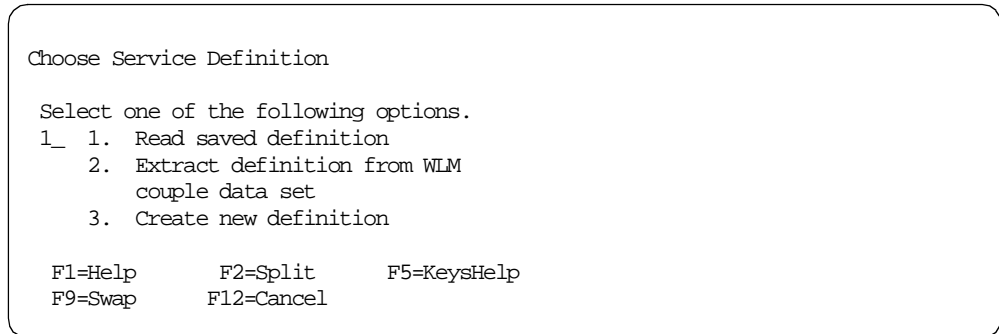 Choose Service Definition
Select one of the following options.
1_ 1. Read saved definition
2. Extract definition from WLM
couple data set
3. Create new definition
F1=Help F2=Split F5=KeysHelp
F9=Swap F12=Cancel